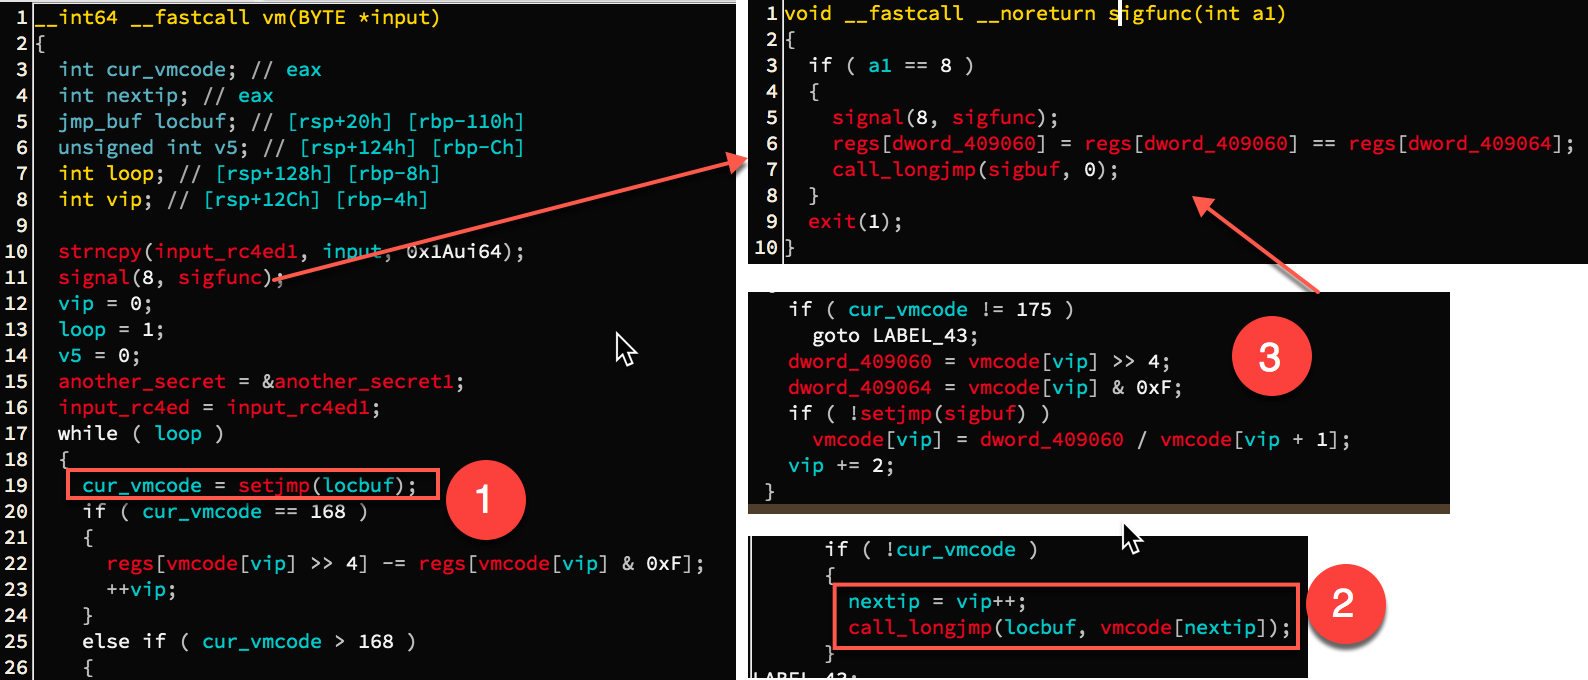 1 __int64 __fastcall vm(BYTE *input)
2 {
3 int cur_vmcode; // eax
4 int nextip; // eax
5 jmp_buf locbuf; // [rsp+20h] [rbp-110h]
6 unsigned int v5; // [rsp+124h] [rbp-Ch]
7 int loop; // [rsp+128h] [rbp-8h]
8 int vip; // [rsp+12Ch] [rbp-4h]
9
10 strncpy(input_rc4ed1, input, 0x1Aui64);
11 signal(8, sigfunc);
12 vip = 0;
13 loop = 1;
14 v5 = 0;
15 another_secret = &another_secret1;
16 input_rc4ed = input_rc4ed1;
17 while ( loop )
18 {
19 cur_vmcode = setjmp(locbuf);
20 if ( cur_vmcode == 168 )
21 {
22 regs[vmcode[vip] >> 4] -= regs[vmcode[vip] & 0xF];
23 ++vip;
24 }
25 else if ( cur_vmcode > 168 )
26 {
1
1 void __fastcall __noreturn sigfunc(int a1)
2 {
3 if ( a1 == 8 )
4 {
5 signal(8, sigfunc);
6 regs[dword_409060] = regs[dword_409060] == regs[dword_409064];
7 call_longjmp(sigbuf, 0);
8 }
9 exit(1);
10 }
if ( cur_vmcode != 175 )
goto LABEL_43;
dword_409060 = vmcode[vip] >> 4;
dword_409064 = vmcode[vip] & 0xF;
if ( !setjmp(sigbuf) )
vmcode[vip] = dword_409060 / vmcode[vip + 1];
vip += 2;
}
3
if ( !cur_vmcode )
{
nextip = vip++;
call_longjmp(locbuf, vmcode[nextip]);
}
LABEL_43:
2